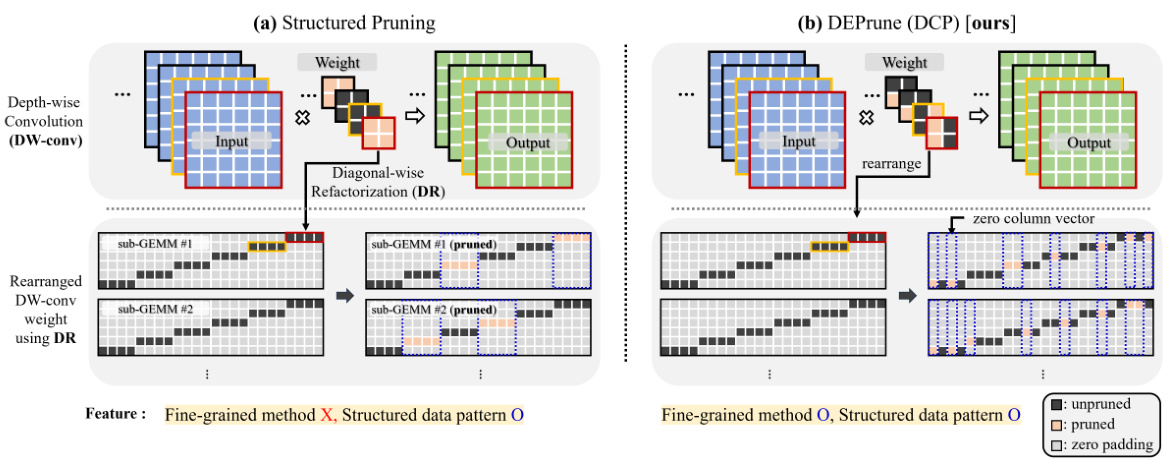 (a) Structured Pruning
(b) DEPrune (DCP) [ours]
Depth-wise
Convolution
(DW-conv)
...
Input
Weight
...
...
Output
Diagonal-wise
Refactorization (DR)
...
Input
Weight
...
...
Output
rearrange
zero column vector
Rearranged
DW-conv
weight
using DR
sub-GEMM #1
sub-GEMM #2
sub-GEMM #1 (pruned)
sub-GEMM #2 (pruned)
Feature :
Fine-grained method X, Structured data pattern O
Fine-grained method O, Structured data pattern O
: unpruned
: pruned
: zero padding